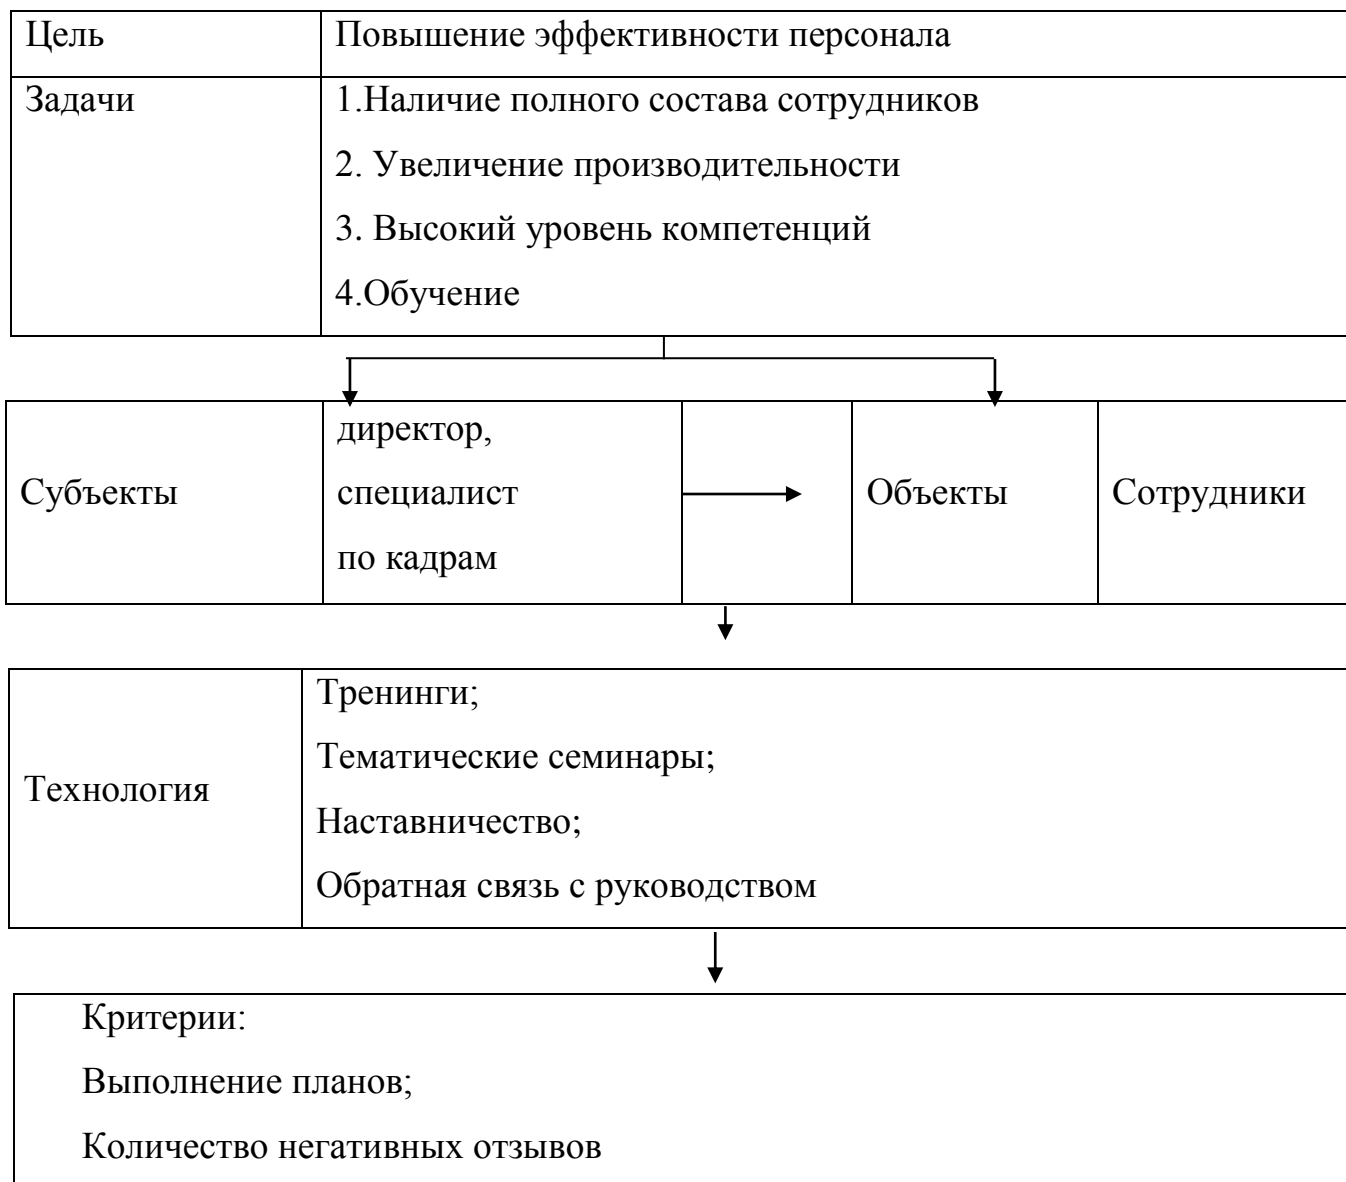 Цель
Повышение эффективности персонала
Задачи
1.Наличие полного состава сотрудников
2. Увеличение производительности
3. Высокий уровень компетенций
4.Обучение
Субъекты
директор,
специалист
по кадрам
Объекты
Сотрудники
Технология
Тренинги;
Тематические семинары;
Наставничество;
Обратная связь с руководством
Критерии:
Выполнение планов;
Количество негативных отзывов